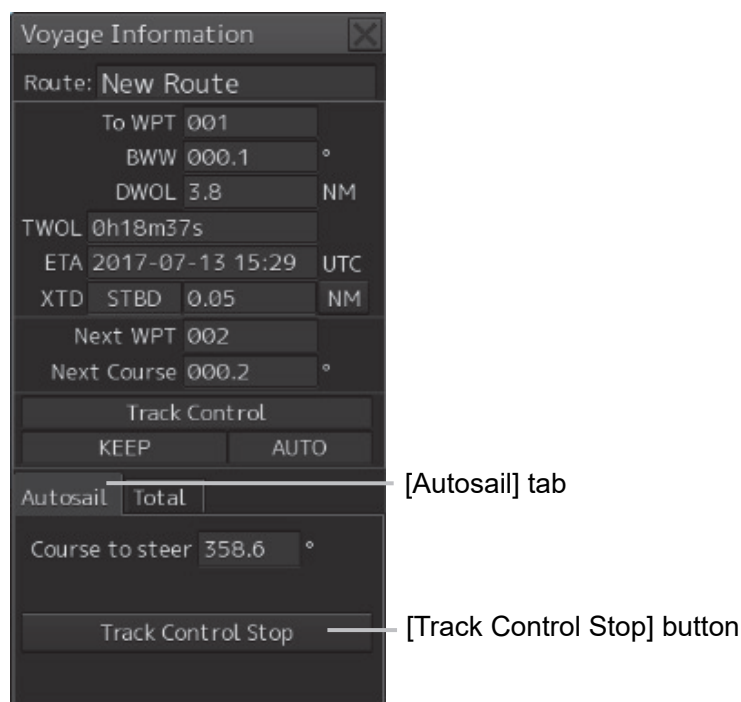 Voyage Information
Route: New Route
To WPT 001
BWW 000.1 °
DWOL 3.8 NM
TWOL 0h18m37s
ETA 2017-07-13 15:29 UTC
XTD STBD 0.05 NM
Next WPT 002
Next Course 000.2 °
Track Control
KEEP AUTO
Autosail Total
[Autosail] tab
Course to steer 358.6 °
Track Control Stop
[Track Control Stop] button